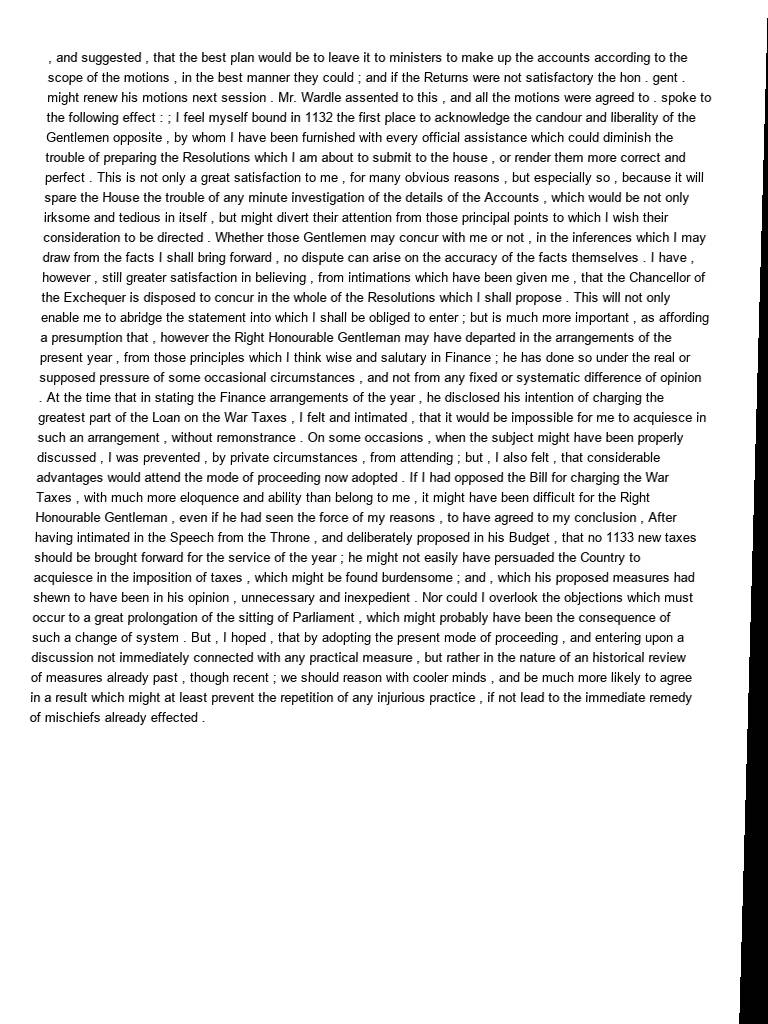 , and suggested , that the best plan would be to leave it to ministers to make up the accounts according to the
scope of the motions , in the best manner they could ; and if the Returns were not satisfactory the hon . gent .
might renew his motions next session . Mr. Wardle assented to this , and all the motions were agreed to . spoke to
the following effect : ; I feel myself bound in 1132 the first place to acknowledge the candour and liberality of the
Gentlemen opposite , by whom I have been furnished with every official assistance which could diminish the
trouble of preparing the Resolutions which I am about to submit to the house , or render them more correct and
perfect . This is not only a great satisfaction to me , for many obvious reasons , but especially so , because it will
spare the House the trouble of any minute investigation of the details of the Accounts , which would be not only
irksome and tedious in itself , but might divert their attention from those principal points to which I wish their
consideration to be directed . Whether those Gentlemen may concur with me or not , in the inferences which I may
draw from the facts I shall bring forward , no dispute can arise on the accuracy of the facts themselves . I have ,
however , still greater satisfaction in believing , from intimations which have been given me , that the Chancellor of
the Exchequer is disposed to concur in the whole of the Resolutions which I shall propose . This will not only
enable me to abridge the statement into which I shall be obliged to enter ; but is much more important , as affording
a presumption that , however the Right Honourable Gentleman may have departed in the arrangements of the
present year , from those principles which I think wise and salutary in Finance ; he has done so under the real or
supposed pressure of some occasional circumstances , and not from any fixed or systematic difference of opinion
. At the time that in stating the Finance arrangements of the year , he disclosed his intention of charging the
greatest part of the Loan on the War Taxes , I felt and intimated , that it would be impossible for me to acquiesce in
such an arrangement , without remonstrance . On some occasions , when the subject might have been properly
discussed , I was prevented , by private circumstances , from attending ; but , I also felt , that considerable
advantages would attend the mode of proceeding now adopted . If I had opposed the Bill for charging the War
Taxes , with much more eloquence and ability than belong to me , it might have been difficult for the Right
Honourable Gentleman , even if he had seen the force of my reasons , to have agreed to my conclusion , After
having intimated in the Speech from the Throne , and deliberately proposed in his Budget , that no 1133 new taxes
should be brought forward for the service of the year ; he might not easily have persuaded the Country to
acquiesce in the imposition of taxes , which might be found burdensome ; and , which his proposed measures had
shewn to have been in his opinion , unnecessary and inexpedient . Nor could I overlook the objections which must
occur to a great prolongation of the sitting of Parliament , which might probably have been the consequence of
such a change of system . But , I hoped , that by adopting the present mode of proceeding , and entering upon a
discussion not immediately connected with any practical measure , but rather in the nature of an historical review
of measures already past , though recent ; we should reason with cooler minds , and be much more likely to agree
in a result which might at least prevent the repetition of any injurious practice , if not lead to the immediate remedy
of mischiefs already effected .